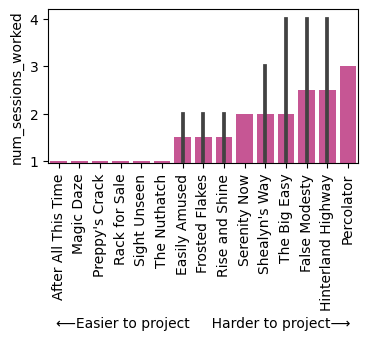 num_sessions_worked
4
3
2
1
After All This Time
Magic Daze
Preppy's Crack
Rack for Sale
Sight Unseen
The Nuthatch
Easily Amused
Frosted Flakes
Rise and Shine
Serenity Now
Shealyn's Way
The Big Easy
False Modesty
Hinterland Highway
Percolator
⟵Easier to project     Harder to project⟶